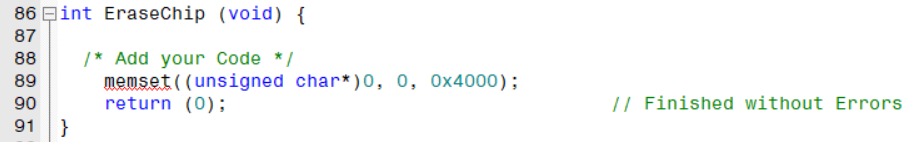 86 int EraseChip (void) {
87
88 /* Add your Code */
89 memset((unsigned char*)0, 0, 0x4000);
90 return (0); // Finished without Errors
91 }